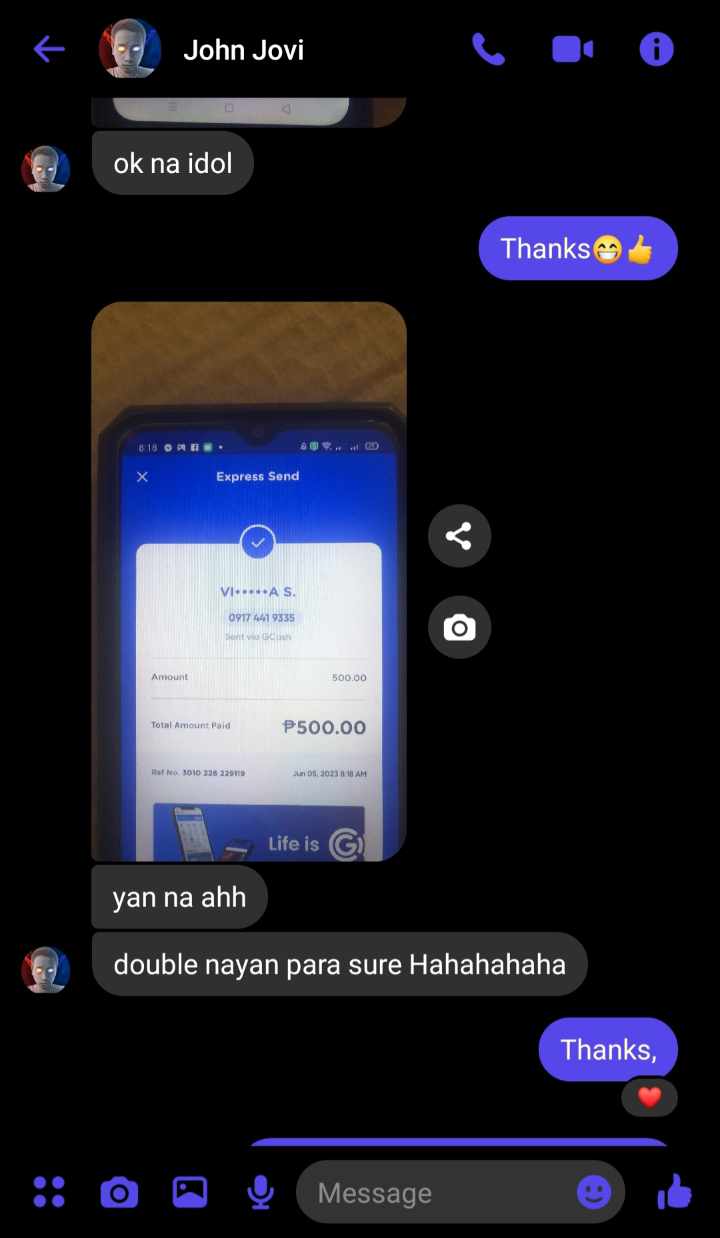 John Jovi
ok na idol
Thanks😁👍
8:18
Express Send
VI•••••A S.
0917 441 9335
Sent via GCash
Amount 500.00
Total Amount Paid ₱500.00
Ref No. 3010 228 229119 Jun 05, 2023 8:18 AM
Life is G
yan na ahh
double nayan para sure Hahahahaha
Thanks,
Message